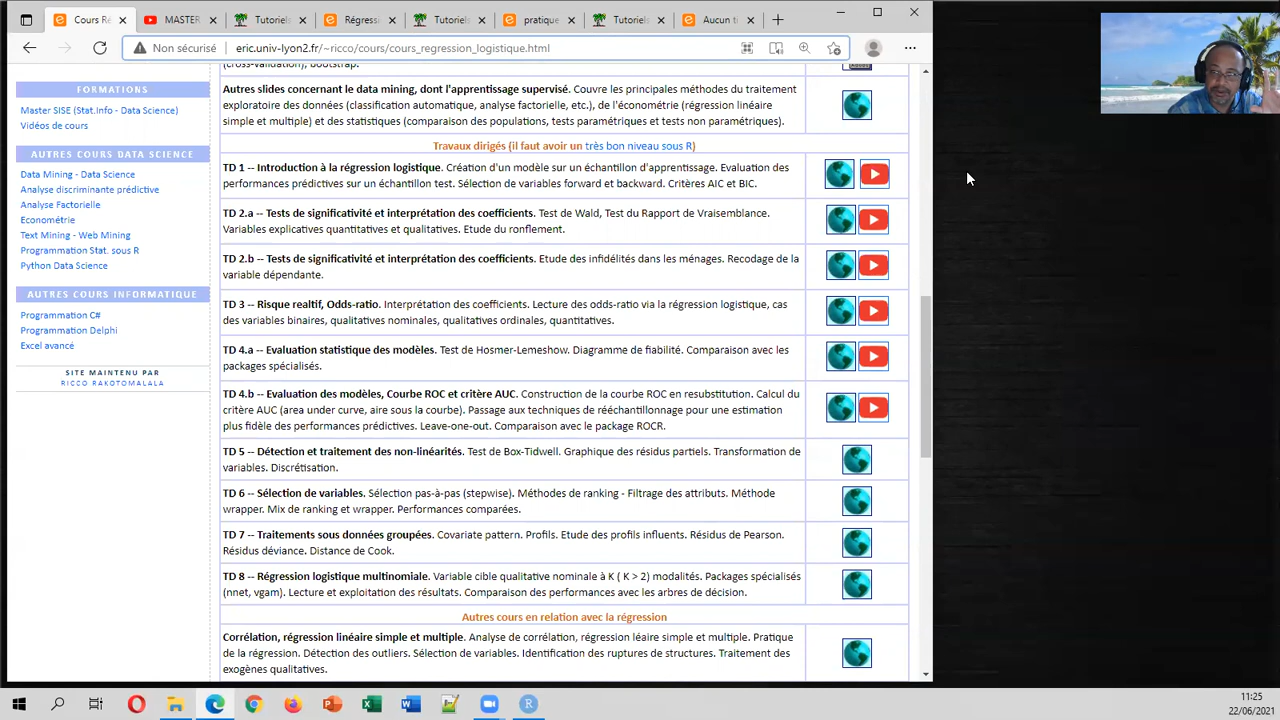 Cours Ré
MASTER
Tutoriels
Régressi
Tutoriels
pratique
Tutoriels
Aucun ti
Non sécurisé
eric.univ-lyon2.fr/~ricco/cours/cours_regression_logistique.html
FORMATIONS
Master SISE (Stat.Info - Data Science)
Vidéos de cours
AUTRES COURS DATA SCIENCE
Data Mining - Data Science
Analyse discriminante prédictive
Analyse Factorielle
Econométrie
Text Mining - Web Mining
Programmation Stat. sous R
Python Data Science
AUTRES COURS INFORMATIQUE
Programmation C#
Programmation Delphi
Excel avancé
SITE MAINTENU PAR
RICCO RAKOTOMALALA
(cross-validation), bootstrap.
Autres slides concernant le data mining, dont l'apprentissage supervisé. Couvre les principales méthodes du traitement
exploratoire des données (classification automatique, analyse factorielle, etc.), de l'économétrie (régression linéaire
simple et multiple) et des statistiques (comparaison des populations, tests paramétriques et tests non paramétriques).
Travaux dirigés (il faut avoir un très bon niveau sous R)
TD 1 -- Introduction à la régression logistique. Création d'un modèle sur un échantillon d'apprentissage. Evaluation des
performances prédictives sur un échantillon test. Sélection de variables forward et backward. Critères AIC et BIC.
TD 2.a -- Tests de significativité et interprétation des coefficients. Test de Wald, Test du Rapport de Vraisemblance.
Variables explicatives quantitatives et qualitatives. Etude du ronflement.
TD 2.b -- Tests de significativité et interprétation des coefficients. Etude des infidélités dans les ménages. Recodage de la
variable dépendante.
TD 3 -- Risque realtif, Odds-ratio. Interprétation des coefficients. Lecture des odds-ratio via la régression logistique, cas
des variables binaires, qualitatives nominales, qualitatives ordinales, quantitatives.
TD 4.a -- Evaluation statistique des modèles. Test de Hosmer-Lemeshow. Diagramme de fiabilité. Comparaison avec les
packages spécialisés.
TD 4.b -- Evaluation des modèles, Courbe ROC et critère AUC. Construction de la courbe ROC en resubstitution. Calcul du
critère AUC (area under curve, aire sous la courbe). Passage aux techniques de rééchantillonnage pour une estimation
plus fidèle des performances prédictives. Leave-one-out. Comparaison avec le package ROCR.
TD 5 -- Détection et traitement des non-linéarités. Test de Box-Tidwell. Graphique des résidus partiels. Transformation de
variables. Discrétisation.
TD 6 -- Sélection de variables. Sélection pas-à-pas (stepwise). Méthodes de ranking - Filtrage des attributs. Méthode
wrapper. Mix de ranking et wrapper. Performances comparées.
TD 7 -- Traitements sous données groupées. Covariate pattern. Profils. Etude des profils influents. Résidus de Pearson.
Résidus déviance. Distance de Cook.
TD 8 -- Régression logistique multinomiale. Variable cible qualitative nominale à K ( K > 2) modalités. Packages spécialisés
(nnet, vgam). Lecture et exploitation des résultats. Comparaison des performances avec les arbres de décision.
Autres cours en relation avec la régression
Corrélation, régression linéaire simple et multiple. Analyse de corrélation, régression léaire simple et multiple. Pratique
de la régression. Détection des outliers. Sélection de variables. Identification des ruptures de structures. Traitement des
exogènes qualitatives.
11:25
22/06/2021